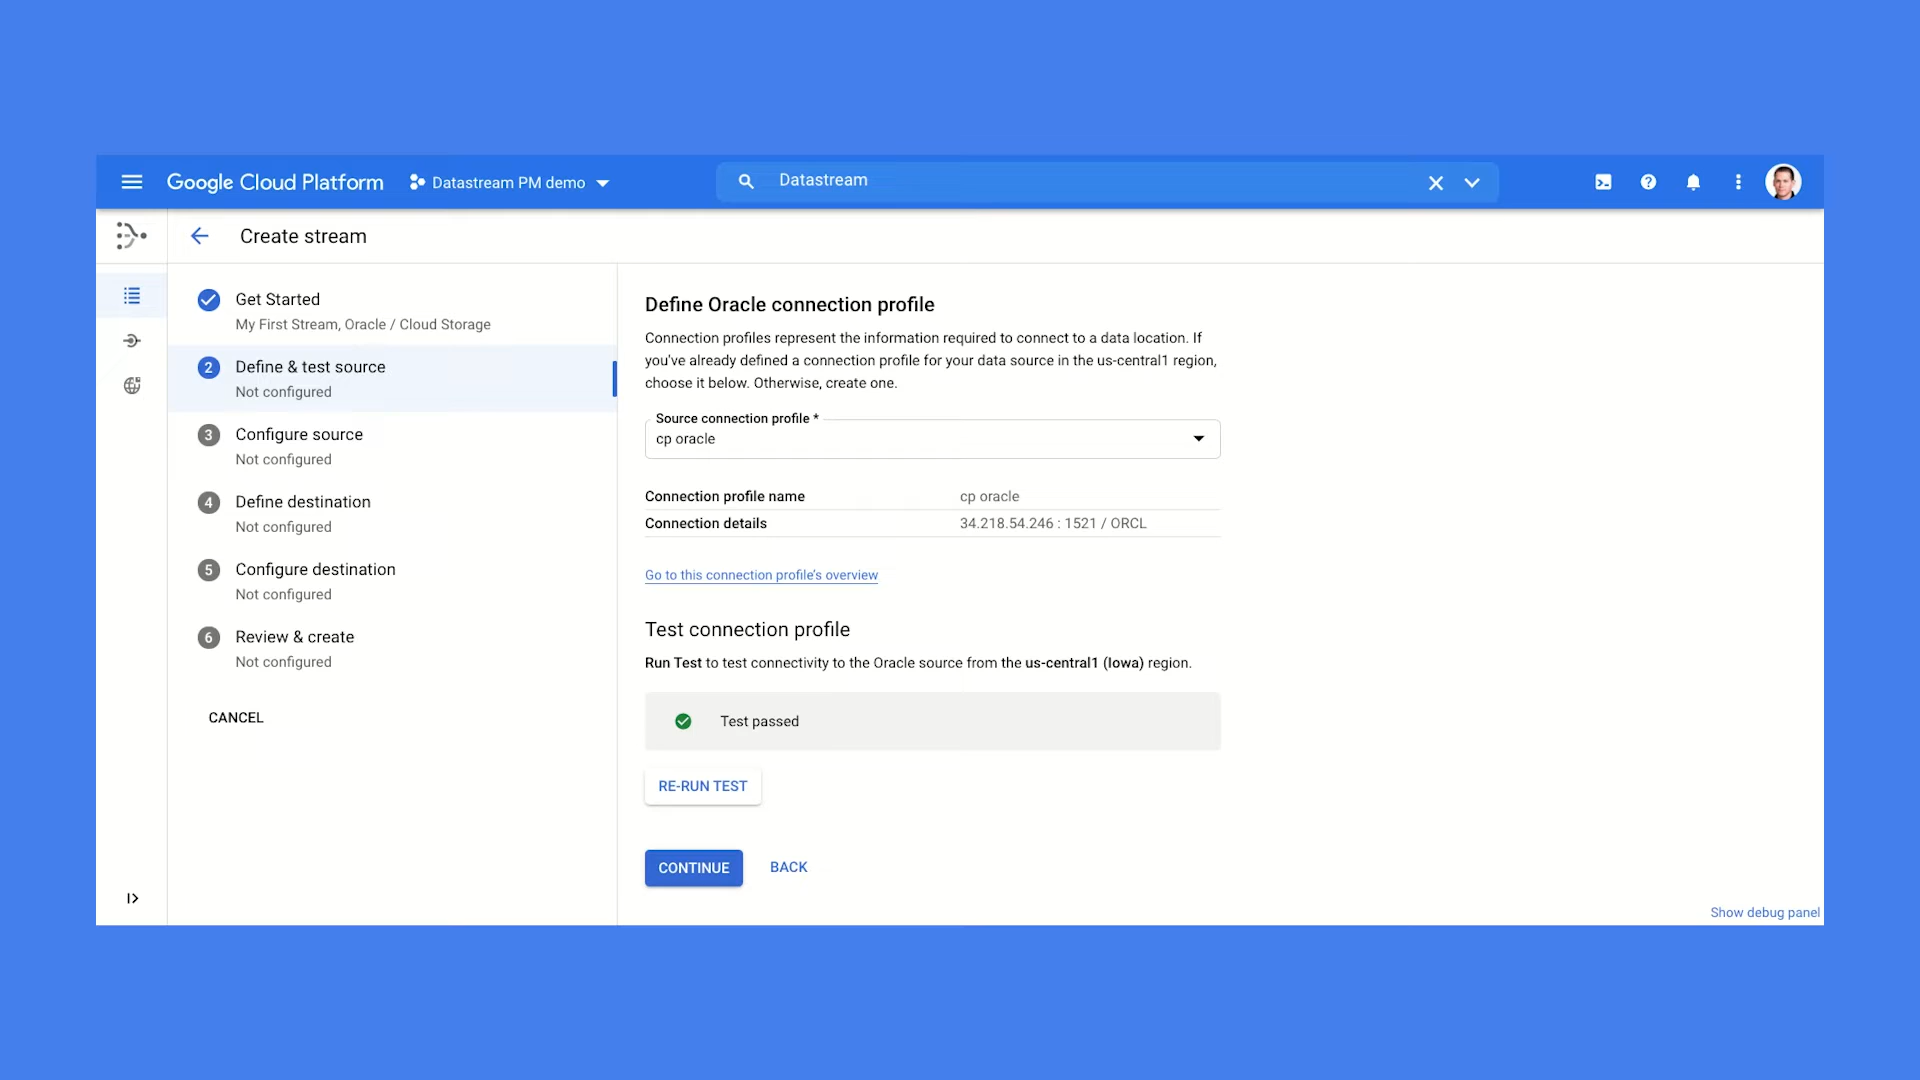 Google Cloud Platform
Datastream PM demo
Datastream
Create stream
Get Started
My First Stream, Oracle / Cloud Storage
2 Define & test source
Not configured
3 Configure source
Not configured
4 Define destination
Not configured
5 Configure destination
Not configured
6 Review & create
Not configured
CANCEL
Define Oracle connection profile
Connection profiles represent the information required to connect to a data location. If
you've already defined a connection profile for your data source in the us-central1 region,
choose it below. Otherwise, create one.
Source connection profile *
cp oracle
Connection profile name cp oracle
Connection details 34.218.54.246 : 1521 / ORCL
Go to this connection profile's overview
Test connection profile
Run Test to test connectivity to the Oracle source from the us-central1 (Iowa) region.
Test passed
RE-RUN TEST
CONTINUE BACK
Show debug panel